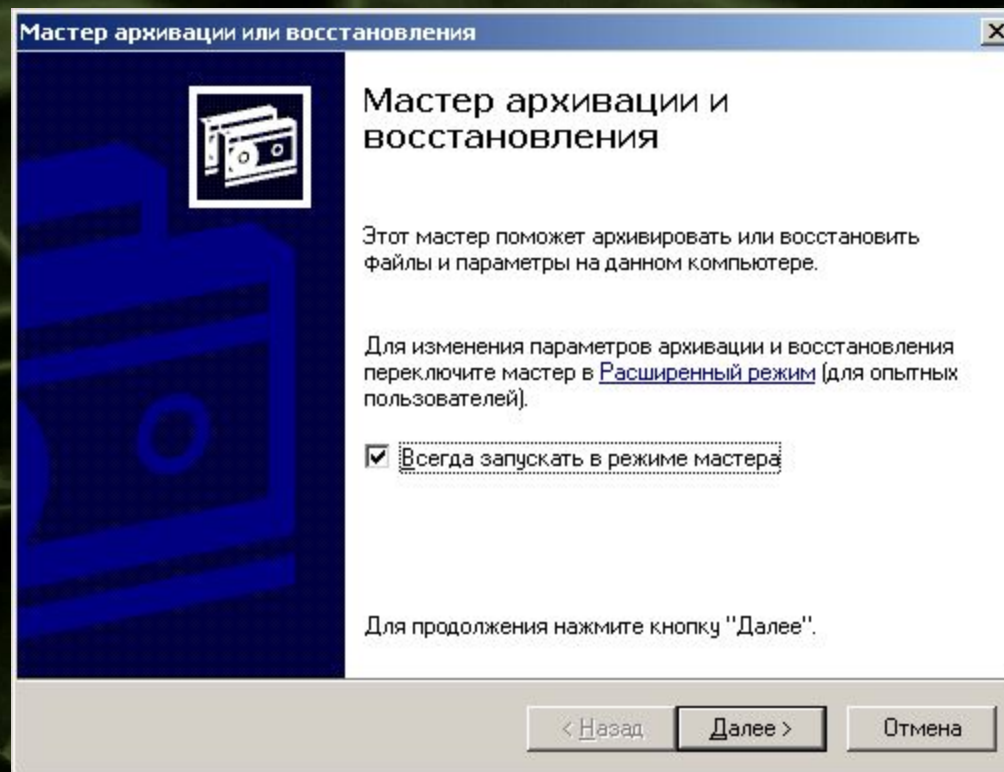 Мастер архивации или восстановления
Мастер архивации и
восстановления
Этот мастер поможет архивировать или восстановить
файлы и параметры на данном компьютере.
Для изменения параметров архивации и восстановления
переключите мастер в Расширенный режим (для опытных
пользователей).
Всегда запускать в режиме мастера
Для продолжения нажмите кнопку "Далее".
< Назад
Далее >
Отмена